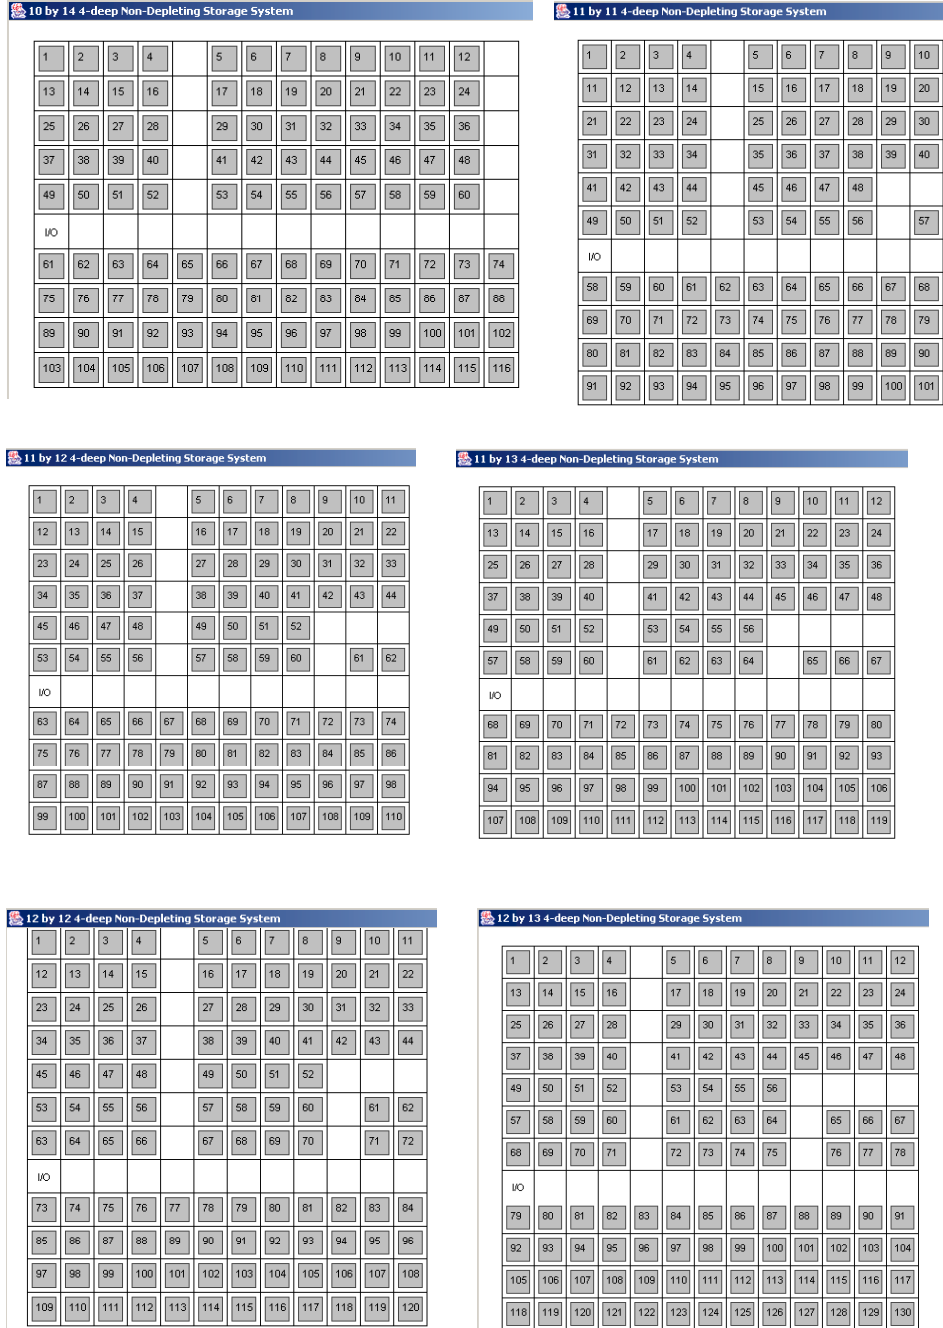 10 by 14 4-deep Non-Depleting Storage System
1 2 3 4 5 6 7 8 9 10 11 12
13 14 15 16 17 18 19 20 21 22 23 24
25 26 27 28 29 30 31 32 33 34 35 36
37 38 39 40 41 42 43 44 45 46 47 48
49 50 51 52 53 54 55 56 57 58 59 60
I/O
61 62 63 64 65 66 67 68 69 70 71 72 73 74
75 76 77 78 79 80 81 82 83 84 85 86 87 88
89 90 91 92 93 94 95 96 97 98 99 100 101 102
103 104 105 106 107 108 109 110 111 112 113 114 115 116
11 by 11 4-deep Non-Depleting Storage System
1 2 3 4 5 6 7 8 9 10
11 12 13 14 15 16 17 18 19 20
21 22 23 24 25 26 27 28 29 30
31 32 33 34 35 36 37 38 39 40
41 42 43 44 45 46 47 48
49 50 51 52 53 54 55 56 57
I/O
58 59 60 61 62 63 64 65 66 67 68
69 70 71 72 73 74 75 76 77 78 79
80 81 82 83 84 85 86 87 88 89 90
91 92 93 94 95 96 97 98 99 100 101
11 by 12 4-deep Non-Depleting Storage System
1 2 3 4 5 6 7 8 9 10 11
12 13 14 15 16 17 18 19 20 21 22
23 24 25 26 27 28 29 30 31 32 33
34 35 36 37 38 39 40 41 42 43 44
45 46 47 48 49 50 51 52
53 54 55 56 57 58 59 60 61 62
I/O
63 64 65 66 67 68 69 70 71 72 73 74
75 76 77 78 79 80 81 82 83 84 85 86
87 88 89 90 91 92 93 94 95 96 97 98
99 100 101 102 103 104 105 106 107 108 109 110
11 by 13 4-deep Non-Depleting Storage System
1 2 3 4 5 6 7 8 9 10 11 12
13 14 15 16 17 18 19 20 21 22 23 24
25 26 27 28 29 30 31 32 33 34 35 36
37 38 39 40 41 42 43 44 45 46 47 48
49 50 51 52 53 54 55 56
57 58 59 60 61 62 63 64 65 66 67
I/O
68 69 70 71 72 73 74 75 76 77 78 79 80
81 82 83 84 85 86 87 88 89 90 91 92 93
94 95 96 97 98 99 100 101 102 103 104 105 106
107 108 109 110 111 112 113 114 115 116 117 118 119
12 by 12 4-deep Non-Depleting Storage System
1 2 3 4 5 6 7 8 9 10 11
12 13 14 15 16 17 18 19 20 21 22
23 24 25 26 27 28 29 30 31 32 33
34 35 36 37 38 39 40 41 42 43 44
45 46 47 48 49 50 51 52
53 54 55 56 57 58 59 60 61 62
63 64 65 66 67 68 69 70 71 72
I/O
73 74 75 76 77 78 79 80 81 82 83 84
85 86 87 88 89 90 91 92 93 94 95 96
97 98 99 100 101 102 103 104 105 106 107 108
109 110 111 112 113 114 115 116 117 118 119 120
12 by 13 4-deep Non-Depleting Storage System
1 2 3 4 5 6 7 8 9 10 11 12
13 14 15 16 17 18 19 20 21 22 23 24
25 26 27 28 29 30 31 32 33 34 35 36
37 38 39 40 41 42 43 44 45 46 47 48
49 50 51 52 53 54 55 56
57 58 59 60 61 62 63 64 65 66 67
68 69 70 71 72 73 74 75 76 77 78
I/O
79 80 81 82 83 84 85 86 87 88 89 90 91
92 93 94 95 96 97 98 99 100 101 102 103 104
105 106 107 108 109 110 111 112 113 114 115 116 117
118 119 120 121 122 123 124 125 126 127 128 129 130